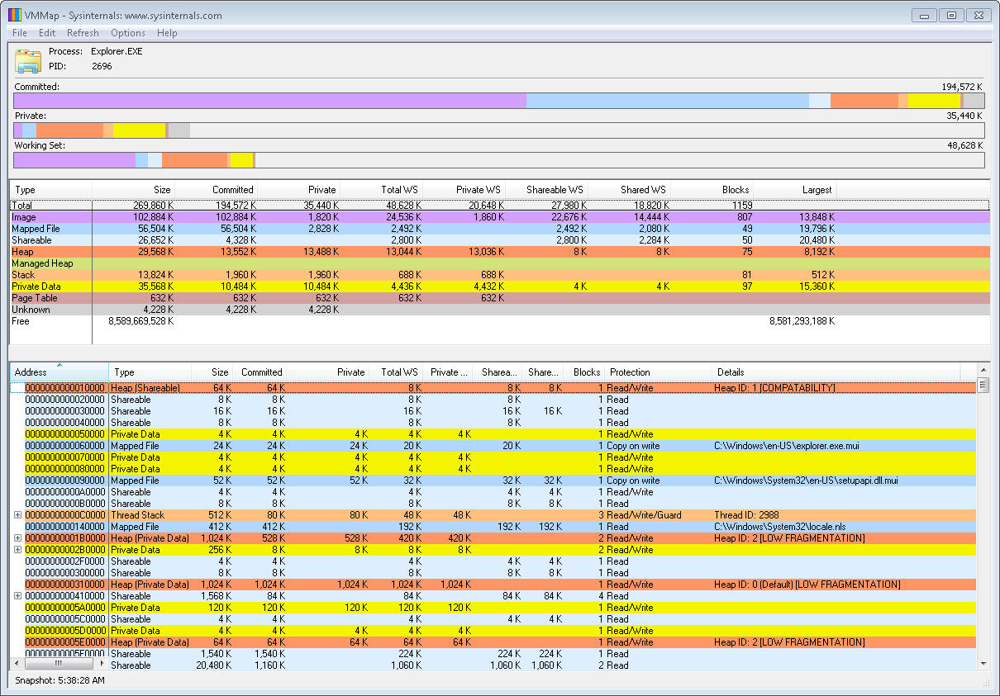 VMMap - Sysinternals: www.sysinternals.com
File Edit Refresh Options Help
Process: Explorer.EXE
PID: 2696
Committed: 194,572 K
Private: 35,440 K
Working Set: 48,628 K
Type Size Committed Private Total WS Private WS Shareable WS Shared WS Blocks Largest
Total 269,860 K 194,572 K 35,440 K 48,628 K 20,648 K 27,980 K 18,820 K 1159
Image 102,884 K 102,884 K 1,820 K 24,536 K 1,860 K 22,676 K 14,444 K 807 13,848 K
Mapped File 56,504 K 56,504 K 2,828 K 2,492 K 2,492 K 2,080 K 49 19,796 K
Shareable 26,652 K 4,328 K 2,800 K 2,800 K 2,284 K 50 20,480 K
Heap 29,568 K 13,552 K 13,488 K 13,044 K 13,036 K 8 K 8 K 75 8,192 K
Managed Heap
Stack 13,824 K 1,960 K 1,960 K 688 K 688 K 81 512 K
Private Data 35,568 K 10,484 K 10,484 K 4,436 K 4,432 K 4 K 4 K 97 15,360 K
Page Table 632 K 632 K 632 K 632 K 632 K
Unknown 4,228 K 4,228 K 4,228 K
Free 8,589,669,528 K 8,581,293,188 K
Address Type Size Committed Private Total WS Private ... Sharea... Share... Blocks Protection Details
0000000000010000 Heap (Shareable) 64 K 64 K 8 K 8 K 8 K 1 Read/Write Heap ID: 1 [COMPATABILITY]
0000000000020000 Shareable 8 K 8 K 8 K 8 K 8 K 1 Read
0000000000030000 Shareable 16 K 16 K 16 K 16 K 16 K 1 Read
0000000000040000 Shareable 8 K 8 K 8 K 8 K 1 Read
0000000000050000 Private Data 4 K 4 K 4 K 4 K 4 K 1 Read/Write
0000000000060000 Mapped File 24 K 24 K 24 K 20 K 20 K 1 Copy on write C:\Windows\en-US\explorer.exe.mui
0000000000070000 Private Data 4 K 4 K 4 K 4 K 4 K 1 Read/Write
0000000000080000 Private Data 4 K 4 K 4 K 4 K 4 K 1 Read/Write
0000000000090000 Mapped File 52 K 52 K 52 K 32 K 32 K 32 K 1 Copy on write C:\Windows\System32\en-US\setupapi.dll.mui
00000000000A0000 Shareable 4 K 4 K 4 K 4 K 4 K 1 Read/Write
00000000000B0000 Shareable 8 K 8 K 8 K 8 K 8 K 1 Read
00000000000C0000 Thread Stack 512 K 80 K 80 K 48 K 48 K 3 Read/Write/Guard Thread ID: 2988
0000000000140000 Mapped File 412 K 412 K 192 K 192 K 192 K 1 Read C:\Windows\System32\locale.nls
00000000001B0000 Heap (Private Data) 1,024 K 528 K 528 K 420 K 420 K 2 Read/Write Heap ID: 2 [LOW FRAGMENTATION]
00000000002B0000 Private Data 256 K 8 K 8 K 8 K 8 K 2 Read/Write
00000000002F0000 Shareable 4 K 4 K 4 K 4 K 4 K 1 Read
0000000000300000 Shareable 8 K 8 K 8 K 8 K 8 K 1 Read
0000000000310000 Heap (Private Data) 1,024 K 1,024 K 1,024 K 1,024 K 1,024 K 1 Read/Write Heap ID: 0 (Default) [LOW FRAGMENTATION]
0000000000410000 Shareable 1,568 K 84 K 84 K 84 K 84 K 4 Read
00000000005A0000 Private Data 120 K 120 K 120 K 120 K 120 K 1 Read/Write
00000000005C0000 Shareable 4 K 4 K 4 K 4 K 4 K 1 Read
00000000005D0000 Private Data 4 K 4 K 4 K 4 K 4 K 1 Read/Write
00000000005E0000 Heap (Private Data) 64 K 64 K 64 K 64 K 64 K 1 Read/Write Heap ID: 2 [LOW FRAGMENTATION]
00000000005F0000 Shareable 1,540 K 1,540 K 224 K 224 K 224 K 1 Read
Shareable 20,480 K 1,160 K 1,060 K 1,060 K 1,060 K 2 Read
Snapshot: 5:38:28 AM